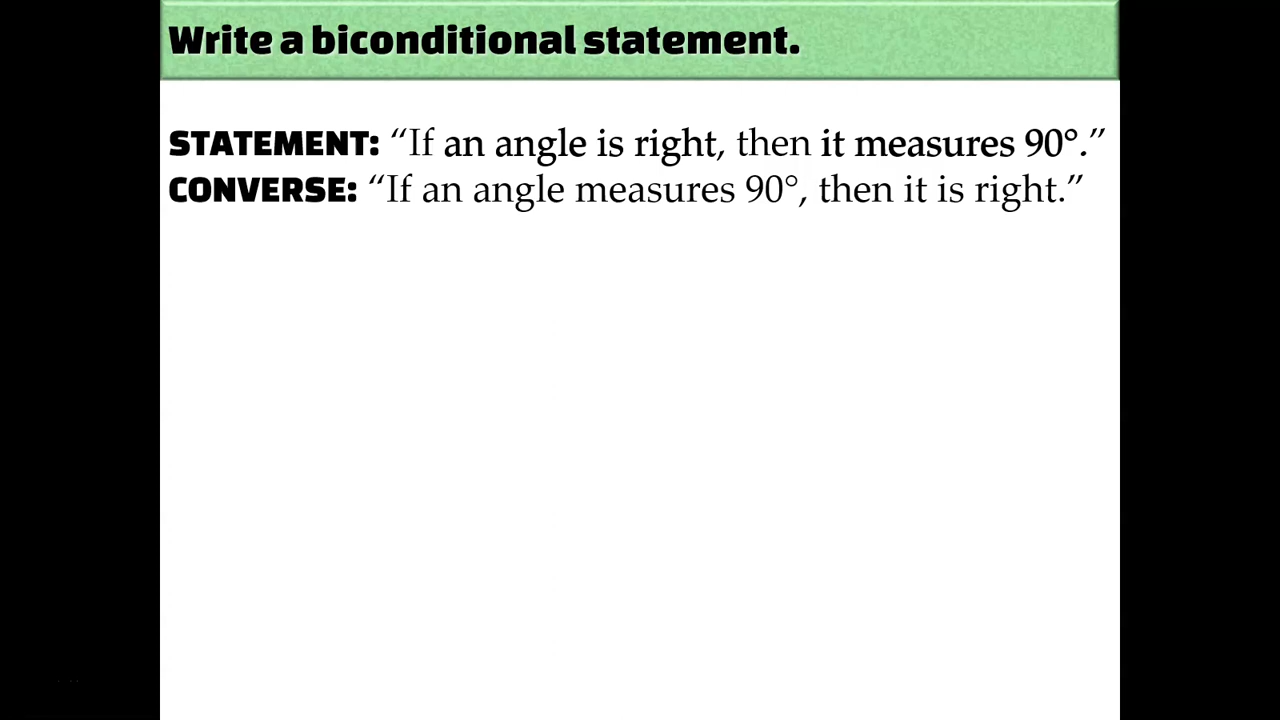 Write a biconditional statement.
STATEMENT: “If an angle is right, then it measures 90°.”
CONVERSE: “If an angle measures 90°, then it is right.”